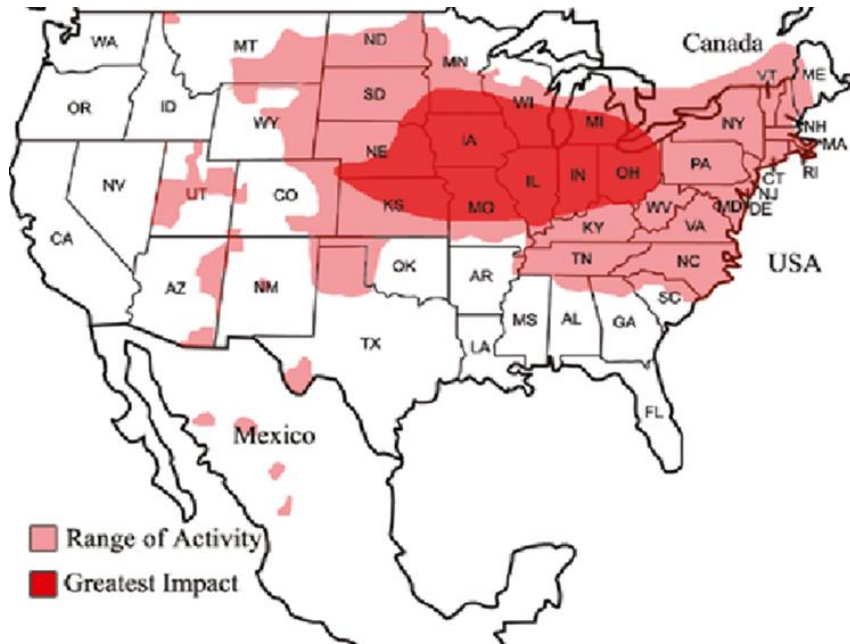 WA
MT
ND
MN
Canada
VT
ME
OR
ID
SD
WI
MI
NY
NH
MA
WY
NE
IA
PA
CT
RI
NV
UT
CO
IL
IN
OH
NJ
MD
DE
KS
MO
WV
VA
KY
CA
USA
AZ
NM
OK
AR
TN
NC
SC
TX
LA
MS
AL
GA
FL
Mexico
Range of Activity
Greatest Impact